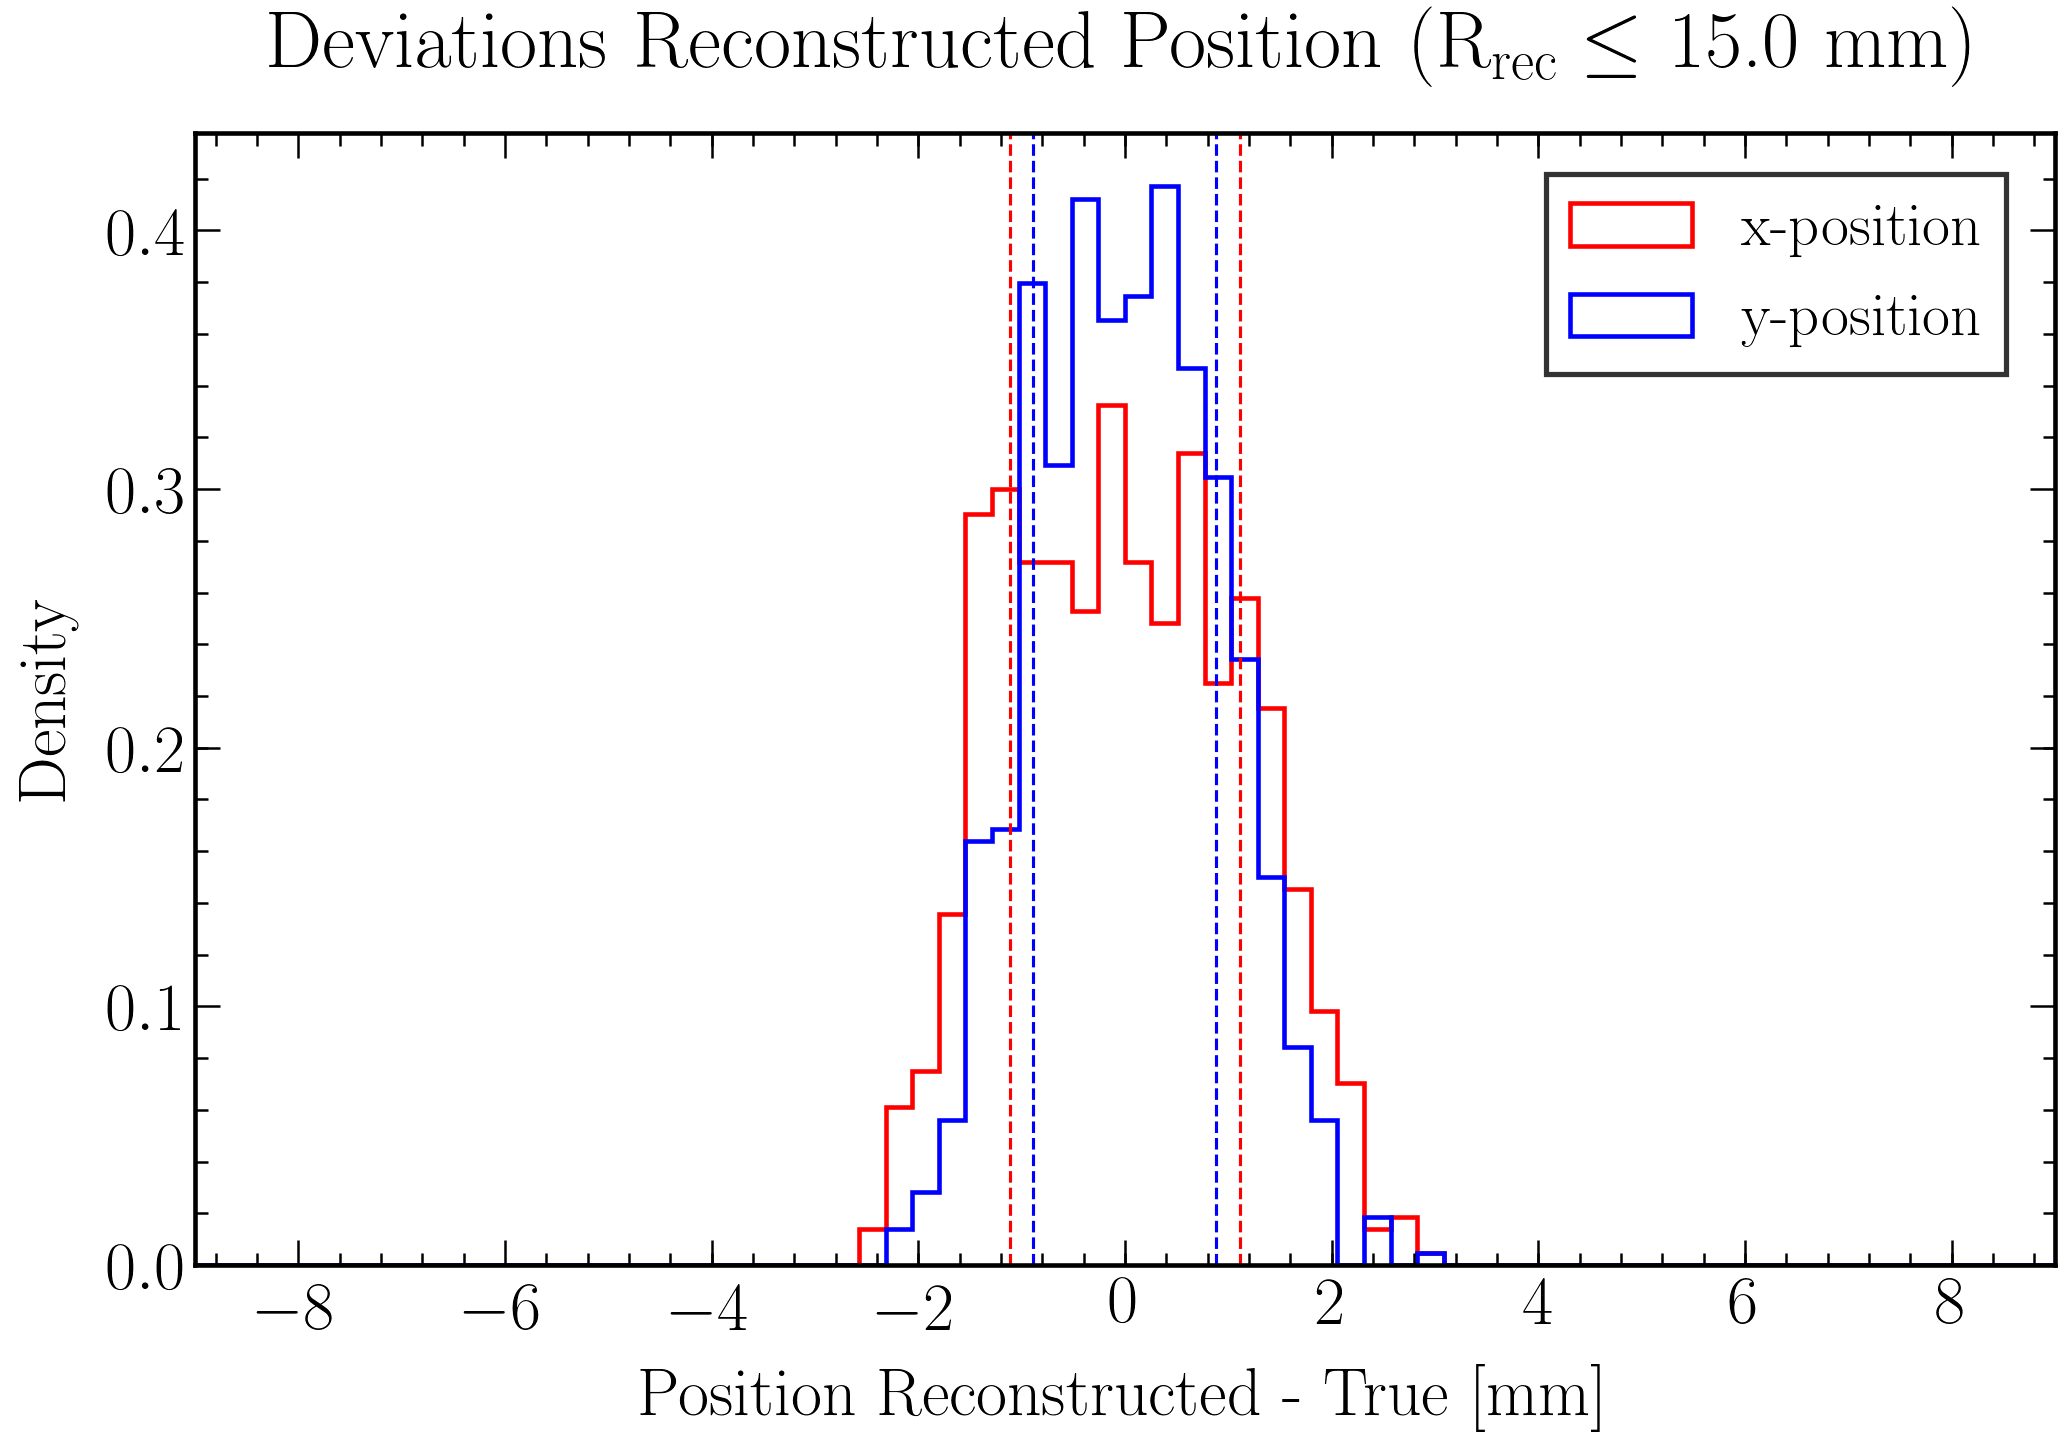 Deviations Reconstructed Position (R_rec ≤ 15.0 mm)
x-position
y-position
0.4
0.3
0.2
0.1
0.0
Density
−8 −6 −4 −2 0 2 4 6 8
Position Reconstructed - True [mm]